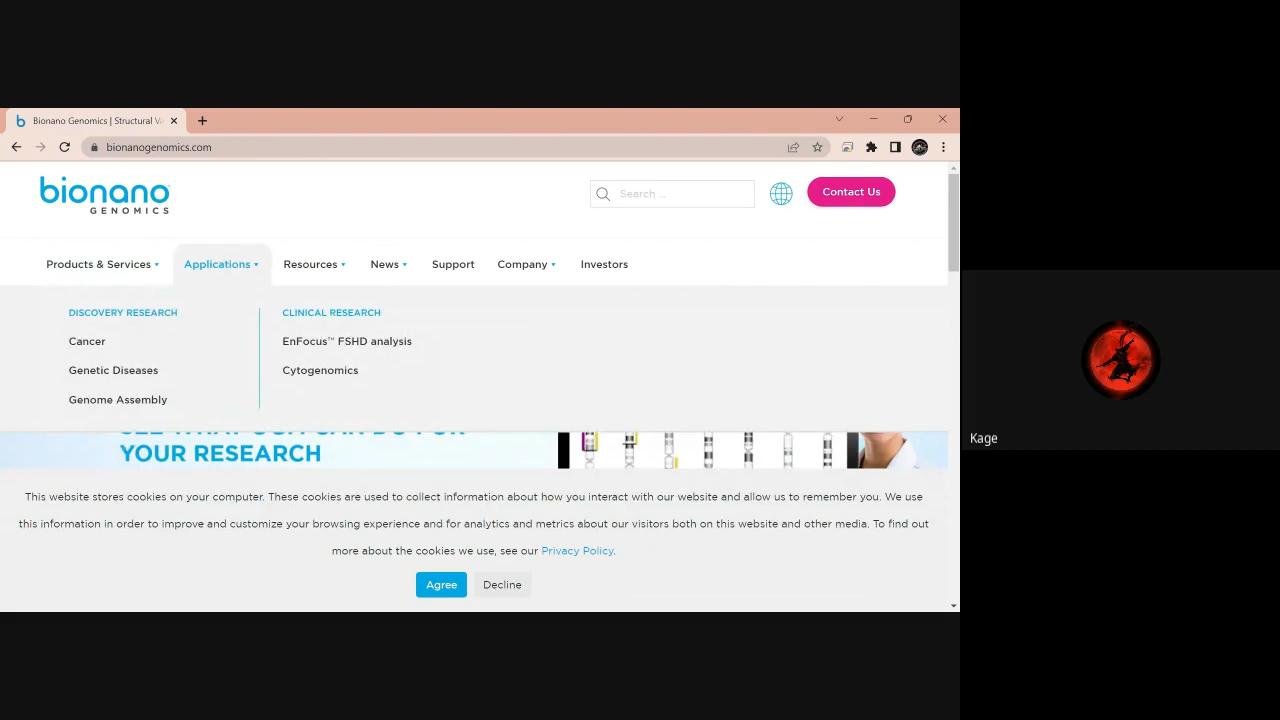 Bionano Genomics | Structural Va
bionanogenomics.com
bionano
GENOMICS
Search ...
Contact Us
Products & Services
Applications
Resources
News
Support
Company
Investors
DISCOVERY RESEARCH
Cancer
Genetic Diseases
Genome Assembly
CLINICAL RESEARCH
EnFocus™ FSHD analysis
Cytogenomics
YOUR RESEARCH
This website stores cookies on your computer. These cookies are used to collect information about how you interact with our website and allow us to remember you. We use
this information in order to improve and customize your browsing experience and for analytics and metrics about our visitors both on this website and other media. To find out
more about the cookies we use, see our Privacy Policy.
Agree
Decline
Kage